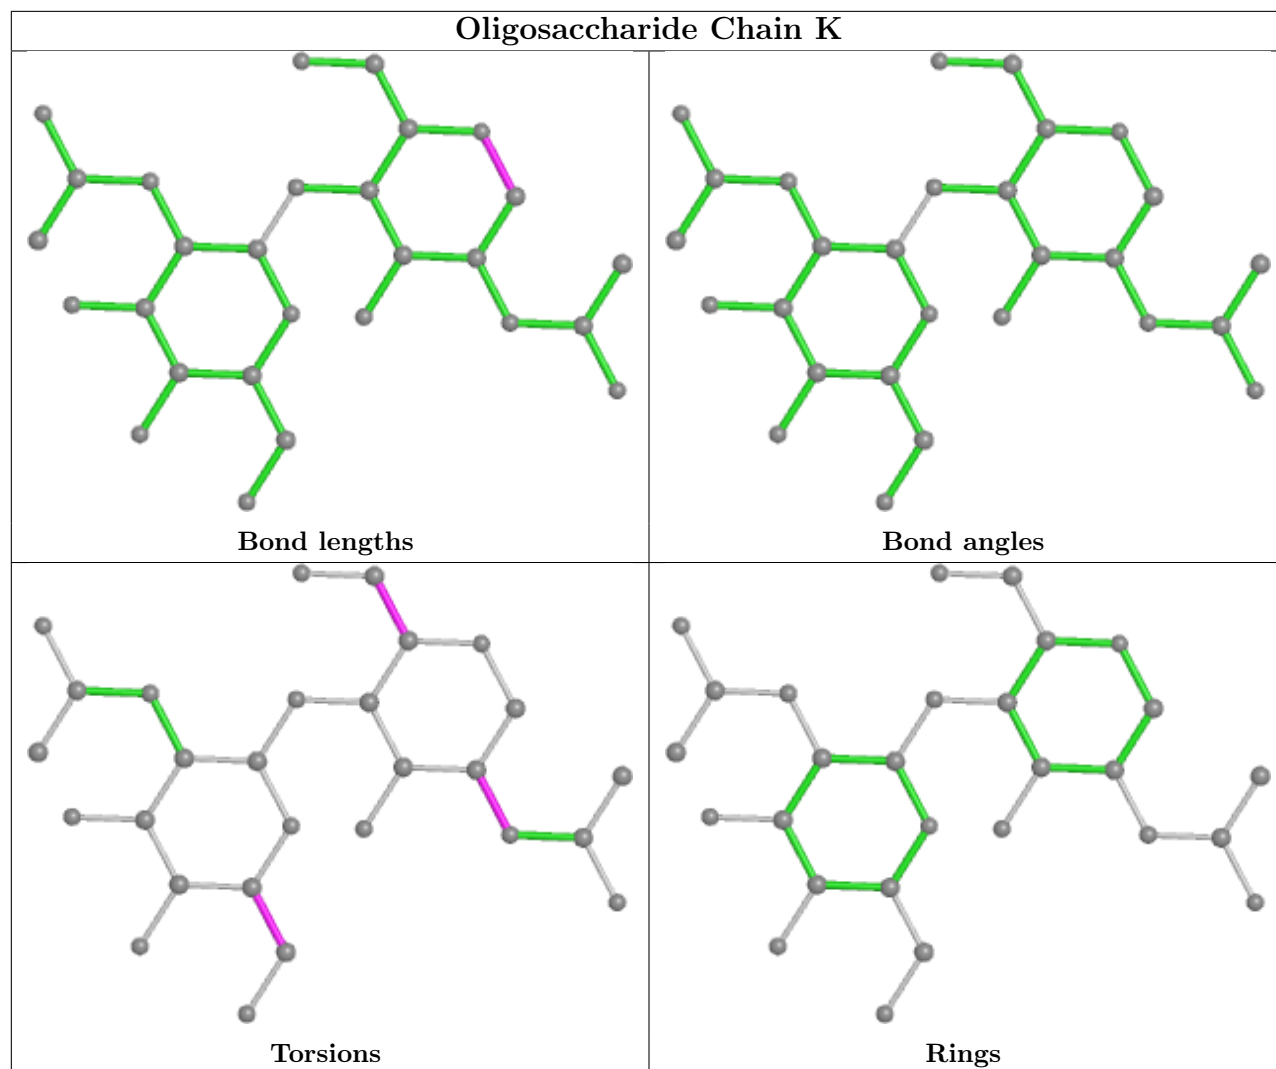 Oligosaccharide Chain K
Bond lengths
Bond angles
Torsions
Rings